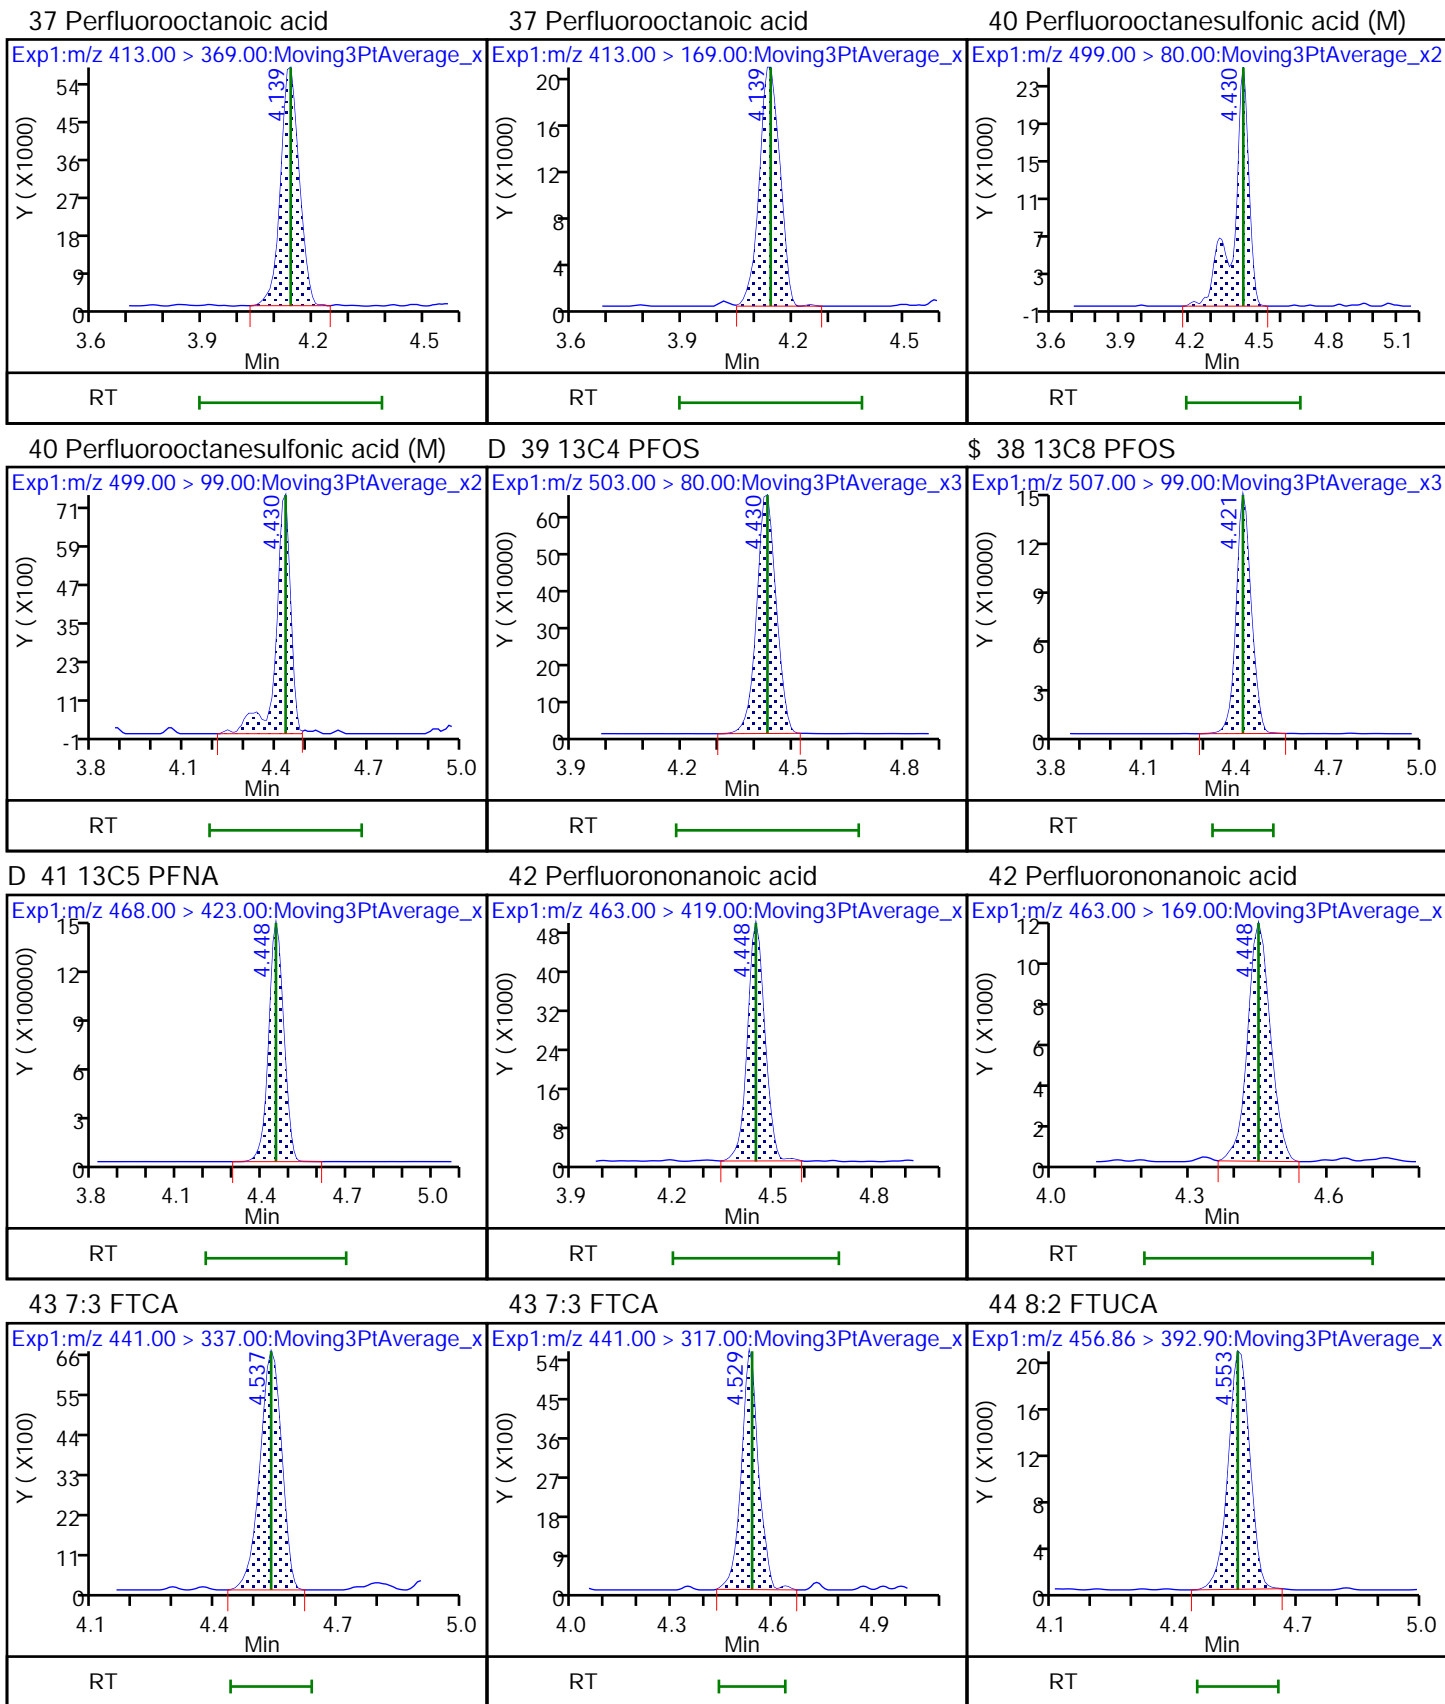 37 Perfluorooctanoic acid
Exp1:m/z 413.00 > 369.00:Moving3PtAverage_x
4.139
Y ( X1000)
54
45
36
27
18
9
0
3.6 3.9 4.2 4.5
Min
RT
37 Perfluorooctanoic acid
Exp1:m/z 413.00 > 169.00:Moving3PtAverage_x
4.139
Y ( X1000)
20
16
12
8
4
0
3.6 3.9 4.2 4.5
Min
RT
40 Perfluorooctanesulfonic acid (M)
Exp1:m/z 499.00 > 80.00:Moving3PtAverage_x2
4.430
Y ( X1000)
23
19
15
11
7
3
-1
3.6 3.9 4.2 4.5 4.8 5.1
Min
RT
40 Perfluorooctanesulfonic acid (M)
Exp1:m/z 499.00 > 99.00:Moving3PtAverage_x2
4.430
Y ( X100)
71
59
47
35
23
11
-1
3.8 4.1 4.4 4.7 5.0
Min
RT
D 39 13C4 PFOS
Exp1:m/z 503.00 > 80.00:Moving3PtAverage_x3
4.430
Y ( X10000)
60
50
40
30
20
10
0
3.9 4.2 4.5 4.8
Min
RT
$ 38 13C8 PFOS
Exp1:m/z 507.00 > 99.00:Moving3PtAverage_x3
4.421
Y ( X10000)
15
12
9
6
3
0
3.8 4.1 4.4 4.7 5.0
Min
RT
D 41 13C5 PFNA
Exp1:m/z 468.00 > 423.00:Moving3PtAverage_x
4.448
Y ( X100000)
15
12
9
6
3
0
3.8 4.1 4.4 4.7 5.0
Min
RT
42 Perfluorononanoic acid
Exp1:m/z 463.00 > 419.00:Moving3PtAverage_x
4.448
Y ( X1000)
48
40
32
24
16
8
0
3.9 4.2 4.5 4.8
Min
RT
42 Perfluorononanoic acid
Exp1:m/z 463.00 > 169.00:Moving3PtAverage_x
4.448
Y ( X1000)
12
10
8
6
4
2
0
4.0 4.3 4.6
Min
RT
43 7:3 FTCA
Exp1:m/z 441.00 > 337.00:Moving3PtAverage_x
4.537
Y ( X100)
66
55
44
33
22
11
0
4.1 4.4 4.7 5.0
Min
RT
43 7:3 FTCA
Exp1:m/z 441.00 > 317.00:Moving3PtAverage_x
4.529
Y ( X100)
54
45
36
27
18
9
0
4.0 4.3 4.6 4.9
Min
RT
44 8:2 FTUCA
Exp1:m/z 456.86 > 392.90:Moving3PtAverage_x
4.553
Y ( X1000)
20
16
12
8
4
0
4.1 4.4 4.7 5.0
Min
RT